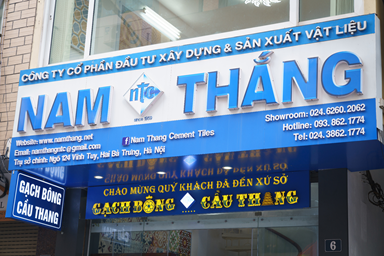 CÔNG TY CỔ PHẦN ĐẦU TƯ XÂY DỰNG & SẢN XUẤT VẬT LIỆU
NAM THẮNG
ntc
Website: www.namthang.net
Email: namthangntc@gmail.com
Trụ sở chính: Ngõ 124 Vĩnh Tuy, Hai Bà Trưng, Hà Nội
f Nam Thang Cement Tiles
Showroom: 024.6260.2062
Hotline: 093.862.1774
Tel: 024.3862.1774
GẠCH BÔNG
CẦU THANG
CHÀO MỪNG QUÝ KHÁCH ĐÃ ĐẾN XỨ SỞ
GẠCH BÔNG CẦU THANG
6